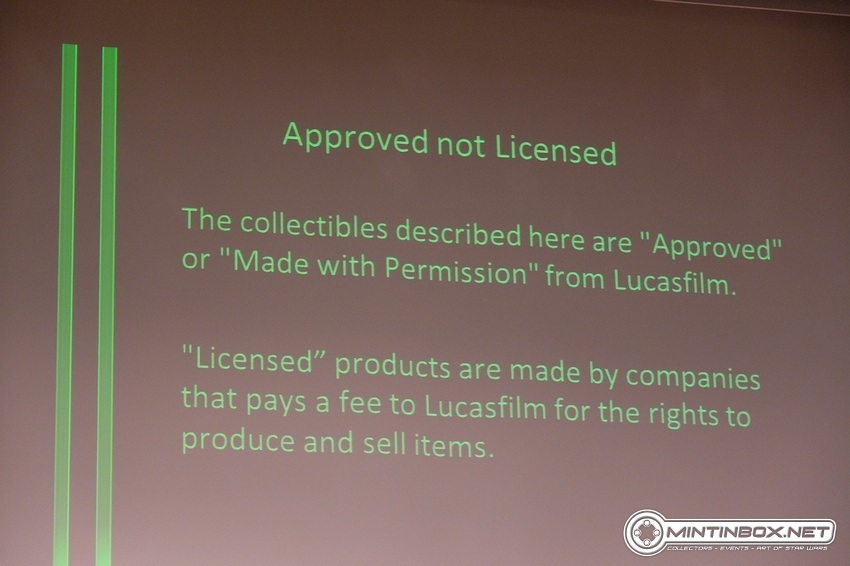 Approved not Licensed
The collectibles described here are "Approved"
or "Made with Permission" from Lucasfilm.
"Licensed” products are made by companies
that pays a fee to Lucasfilm for the rights to
produce and sell items.
MINTINBOX.NET
COLLECTORS - EVENTS - ART OF STAR WARS